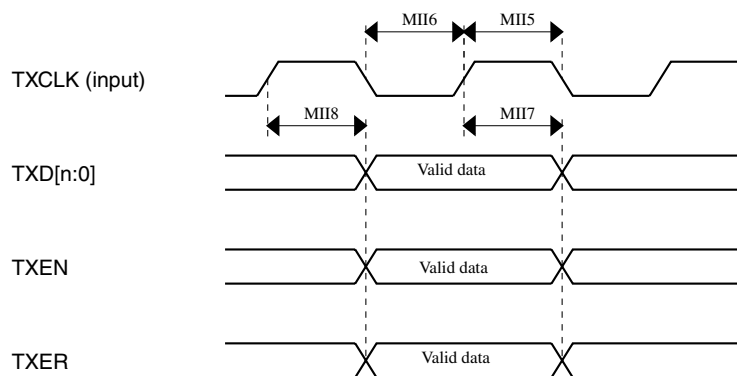 MII6 MII5
TXCLK (input)
MII8 MII7
TXD[n:0] Valid data
TXEN Valid data
TXER Valid data